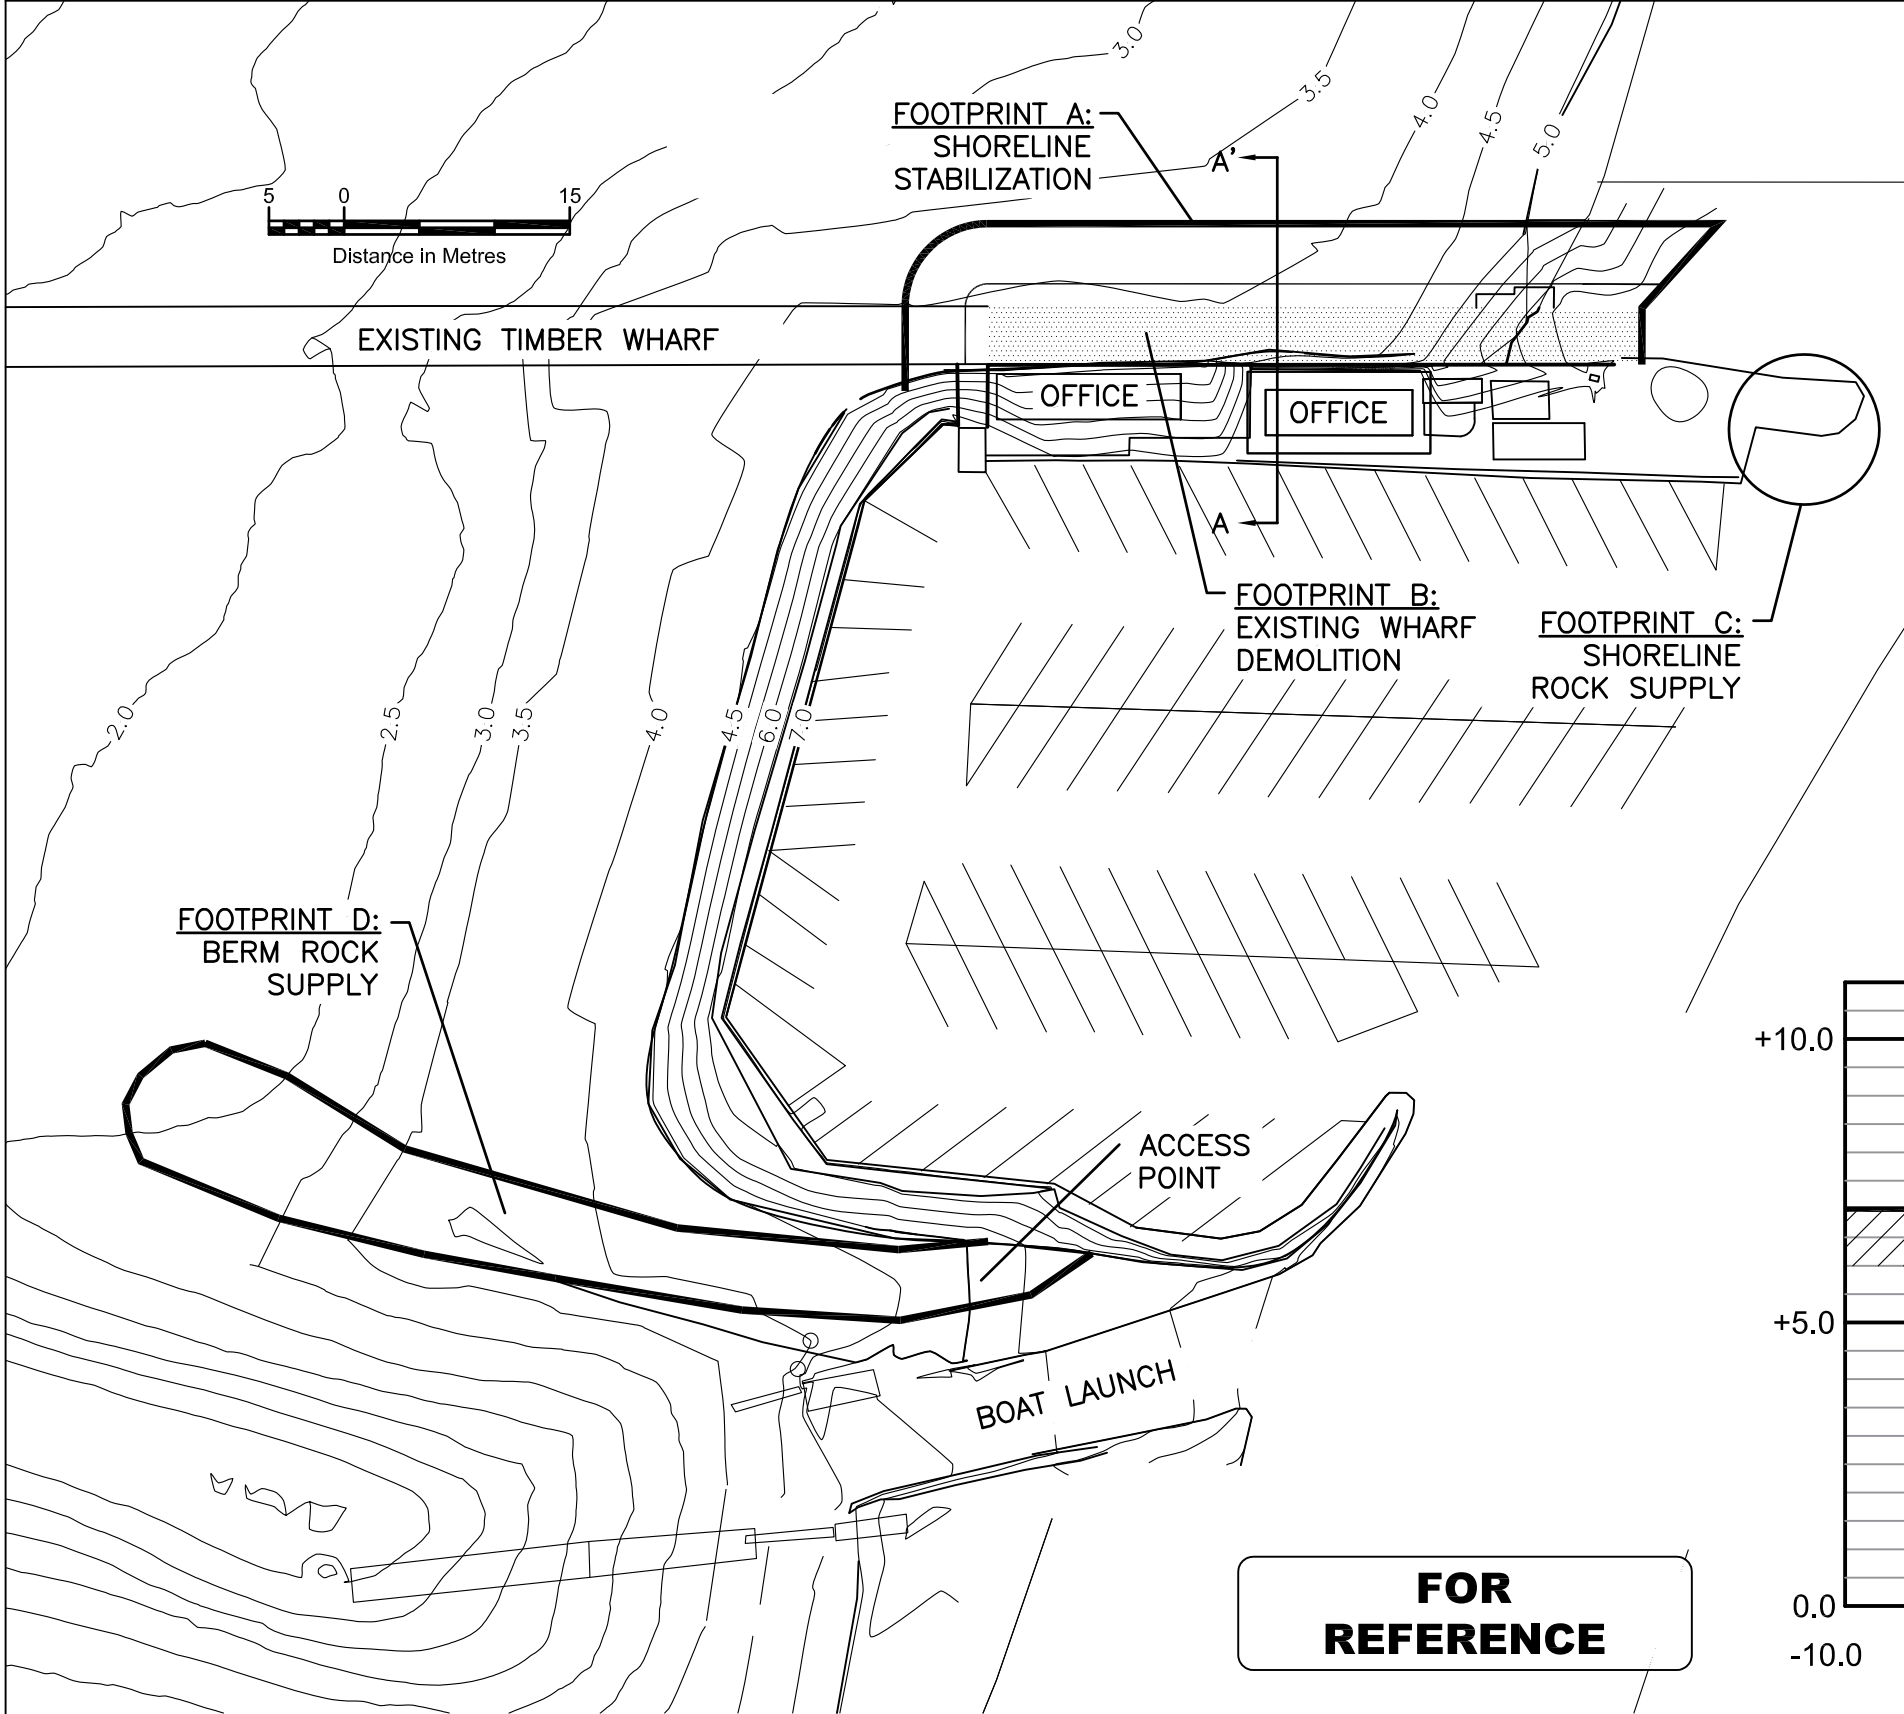 3.0
3.5
4.0
4.5
5.0
FOOTPRINT A:
SHORELINE
STABILIZATION
A'
5 0 15
Distance in Metres
EXISTING TIMBER WHARF
OFFICE
OFFICE
A
FOOTPRINT B:
EXISTING WHARF
DEMOLITION
FOOTPRINT C:
SHORELINE
ROCK SUPPLY
2.0
2.5
3.0
3.5
4.0
4.5
6.0
7.0
FOOTPRINT D:
BERM ROCK
SUPPLY
ACCESS
POINT
BOAT LAUNCH
+10.0
+5.0
0.0
-10.0
FOR
REFERENCE